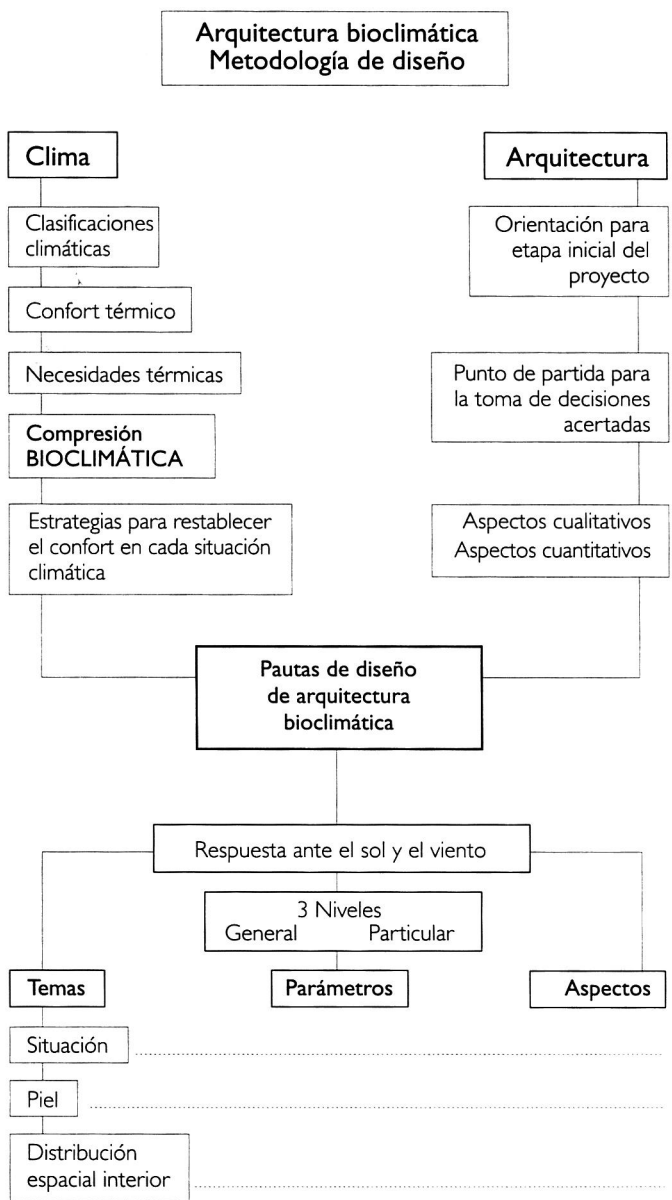 Arquitectura bioclimática
Metodología de diseño
Clima
Clasificaciones
climáticas
Confort térmico
Necesidades térmicas
Compresión
BIOCLIMÁTICA
Estrategias para restablecer
el confort en cada situación
climática
Arquitectura
Orientación para
etapa inicial del
proyecto
Punto de partida para
la toma de decisiones
acertadas
Aspectos cualitativos
Aspectos cuantitativos
Pautas de diseño
de arquitectura
bioclimática
Respuesta ante el sol y el viento
3 Niveles
General Particular
Temas
Parámetros
Aspectos
Situación
Piel
Distribución
espacial interior